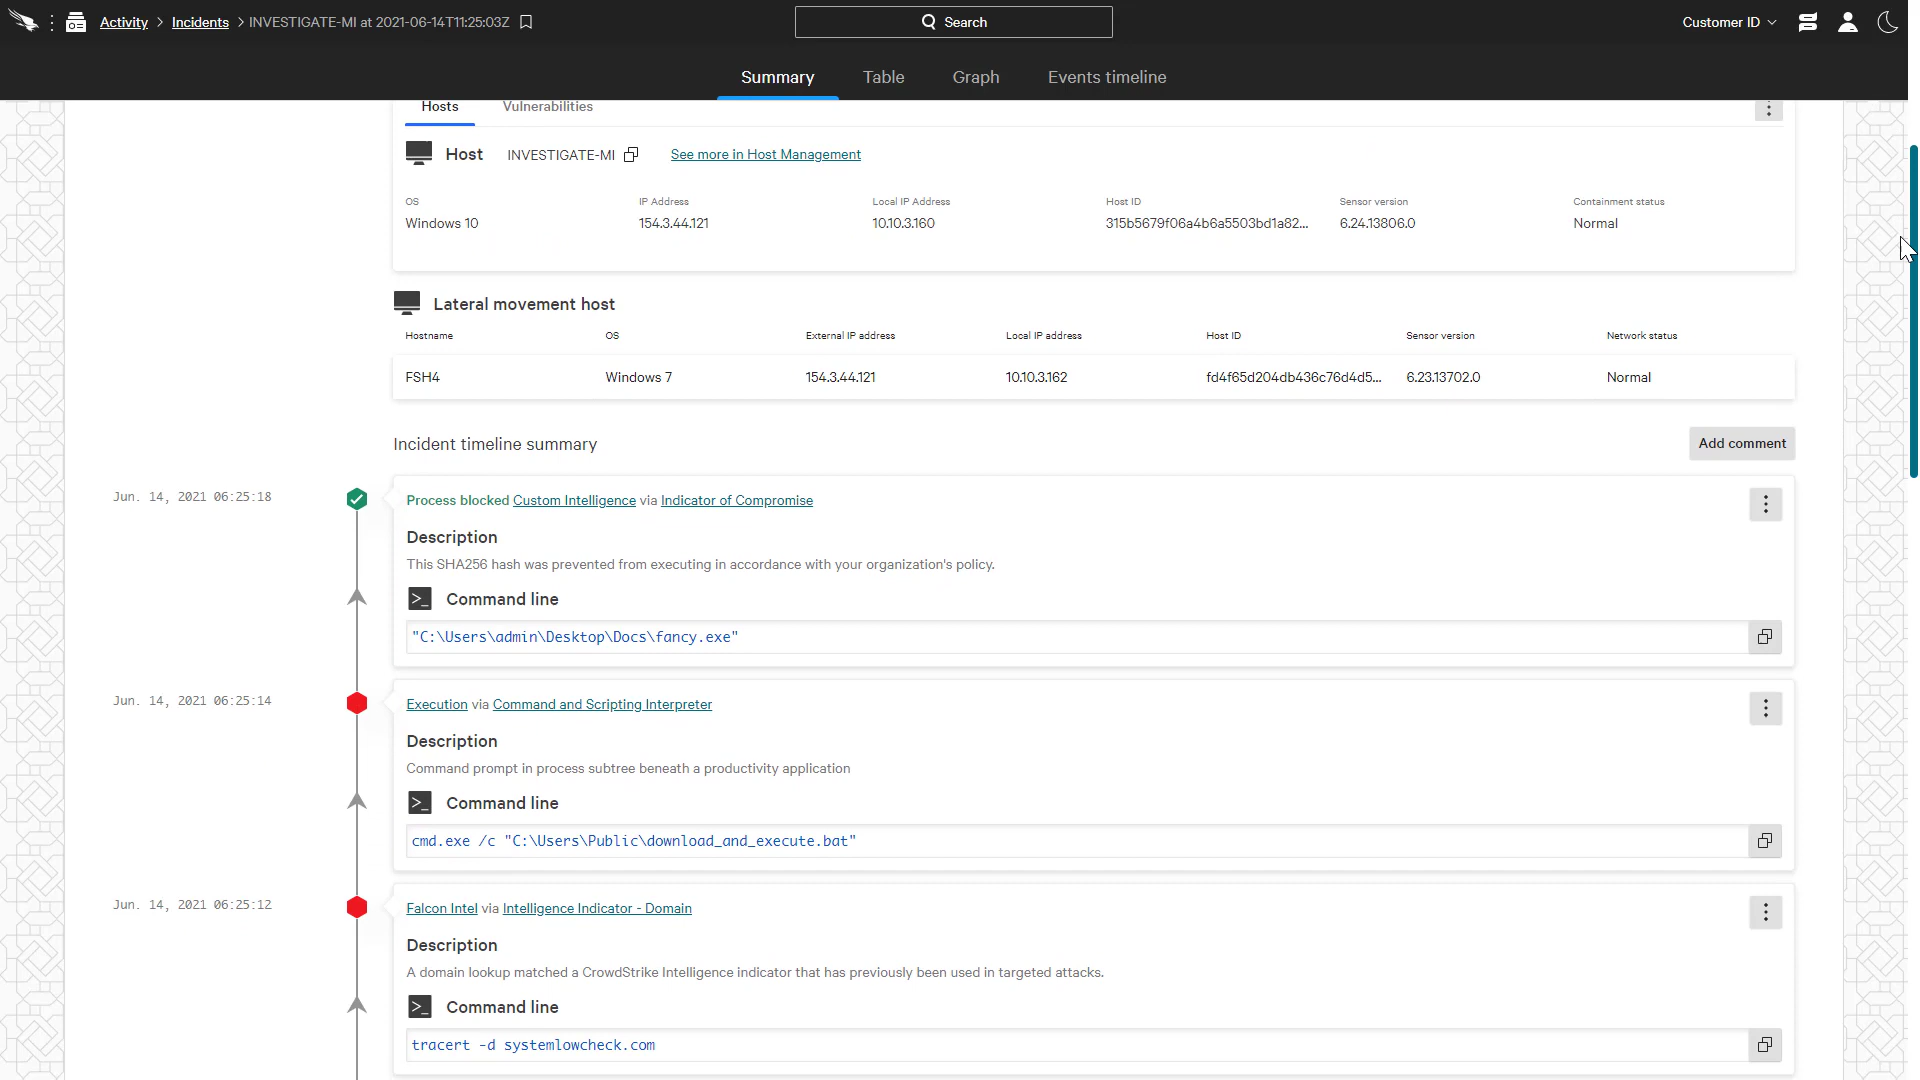 Activity > Incidents > INVESTIGATE-MI at 2021-06-14T11:25:03Z
Search
Customer ID
Summary Table Graph Events timeline
Hosts Vulnerabilities
Host INVESTIGATE-MI See more in Host Management
OS IP Address Local IP Address Host ID Sensor version Containment status
Windows 10 154.3.44.121 10.10.3.160 315b5679f06a4b6a5503bd1a82... 6.24.13806.0 Normal
Lateral movement host
Hostname OS External IP address Local IP address Host ID Sensor version Network status
FSH4 Windows 7 154.3.44.121 10.10.3.162 fd4f65d204db436c76d4d5... 6.23.13702.0 Normal
Incident timeline summary Add comment
Jun. 14, 2021 06:25:18
Process blocked Custom Intelligence via Indicator of Compromise
Description
This SHA256 hash was prevented from executing in accordance with your organization's policy.
>_ Command line
"C:\Users\admin\Desktop\Docs\fancy.exe"
Jun. 14, 2021 06:25:14
Execution via Command and Scripting Interpreter
Description
Command prompt in process subtree beneath a productivity application
>_ Command line
cmd.exe /c "C:\Users\Public\download_and_execute.bat"
Jun. 14, 2021 06:25:12
Falcon Intel via Intelligence Indicator - Domain
Description
A domain lookup matched a CrowdStrike Intelligence indicator that has previously been used in targeted attacks.
>_ Command line
tracert -d systemlowcheck.com